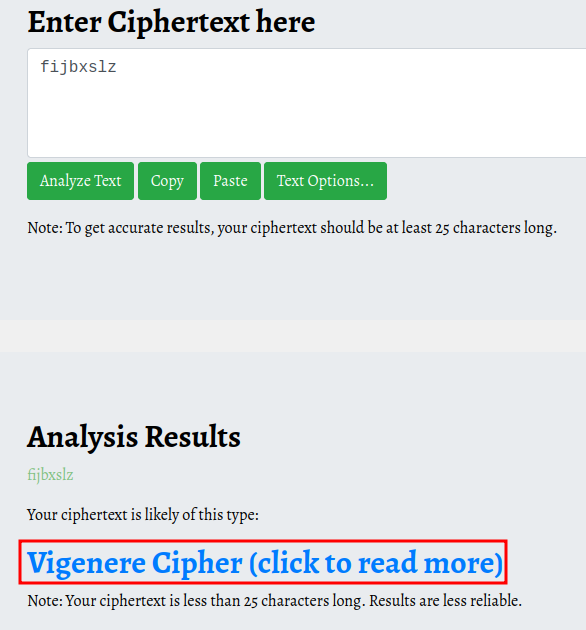 Enter Ciphertext here
fijbxslz
Analyze Text Copy Paste Text Options...
Note: To get accurate results, your ciphertext should be at least 25 characters long.
Analysis Results
fijbxslz
Your ciphertext is likely of this type:
Vigenere Cipher (click to read more)
Note: Your ciphertext is less than 25 characters long. Results are less reliable.